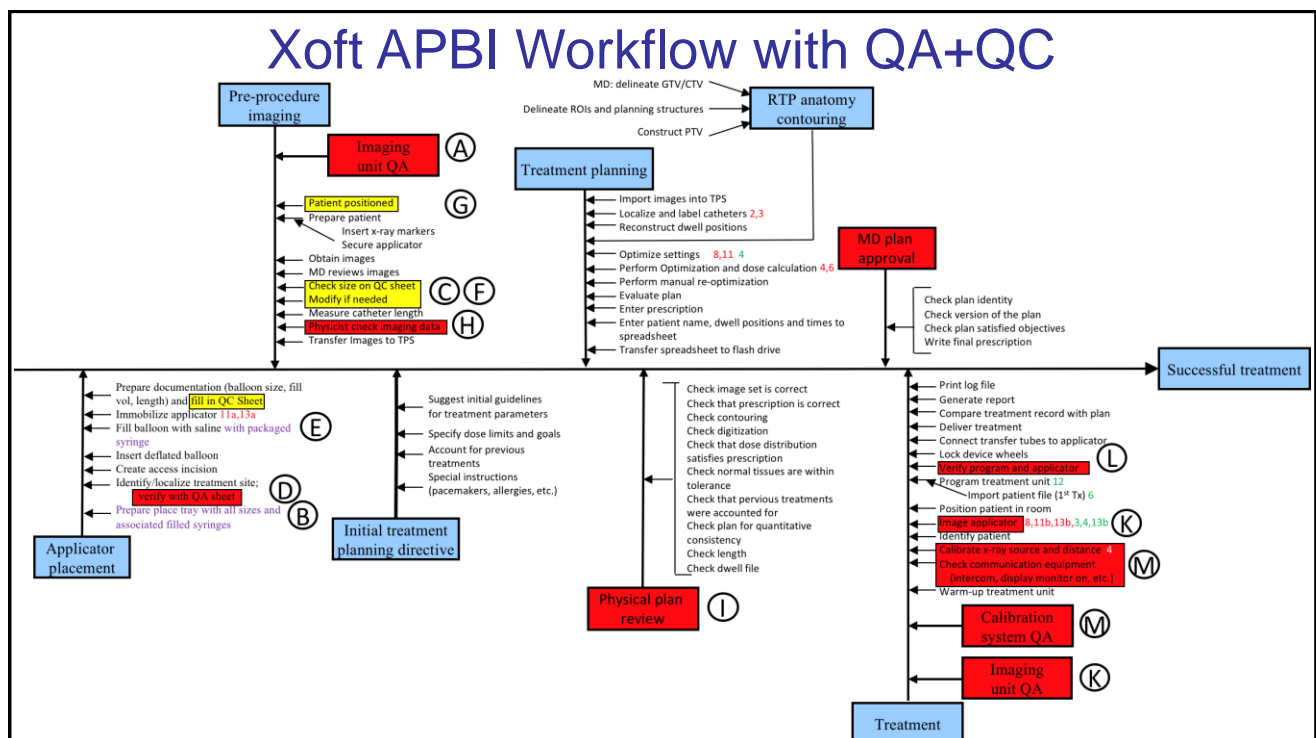 Xoft APBI Workflow with QA+QC
Pre-procedure
imaging
Imaging
unit QA
A
Patient positioned
G
Prepare patient
Insert x-ray markers
Secure applicator
Obtain images
MD reviews images
Check size on QC sheet
Modify if needed
C
F
Measure catheter length
Physicist check imaging data
H
Transfer Images to TPS
MD: delineate GTV/CTV
Delineate ROIs and planning structures
Construct PTV
RTP anatomy
contouring
Treatment planning
Import images into TPS
Localize and label catheters 2,3
Reconstruct dwell positions
Optimize settings 8,11 4
Perform Optimization and dose calculation 4,6
Perform manual re-optimization
Evaluate plan
Enter prescription
Enter patient name, dwell positions and times to
spreadsheet
Transfer spreadsheet to flash drive
MD plan
approval
Check plan identity
Check version of the plan
Check plan satisfied objectives
Write final prescription
Successful treatment
Prepare documentation (balloon size, fill
vol, length) and fill in QC Sheet
Immobilize applicator 11a,13a
Fill balloon with saline with packaged
syringe
E
Insert deflated balloon
Create access incision
Identify/localize treatment site;
verify with QA sheet
D
Prepare place tray with all sizes and
associated filled syringes
B
Applicator
placement
Suggest initial guidelines
for treatment parameters
Specify dose limits and goals
Account for previous
treatments
Special instructions
(pacemakers, allergies, etc.)
Initial treatment
planning directive
Check image set is correct
Check that prescription is correct
Check contouring
Check digitization
Check that dose distribution
satisfies prescription
Check normal tissues are within
tolerance
Check that pervious treatments
were accounted for
Check plan for quantitative
consistency
Check length
Check dwell file
Physical plan
review
I
Print log file
Generate report
Compare treatment record with plan
Deliver treatment
Connect transfer tubes to applicator
Lock device wheels
Verify program and applicator
L
Program treatment unit 12
Import patient file (1st Tx) 6
Position patient in room
Image applicator 8,11b,13b,3,4,13b
K
Identify patient
Calibrate x-ray source and distance 4
Check communication equipment
(intercom, display monitor on, etc.)
M
Warm-up treatment unit
Calibration
system QA
M
Imaging
unit QA
K
Treatment